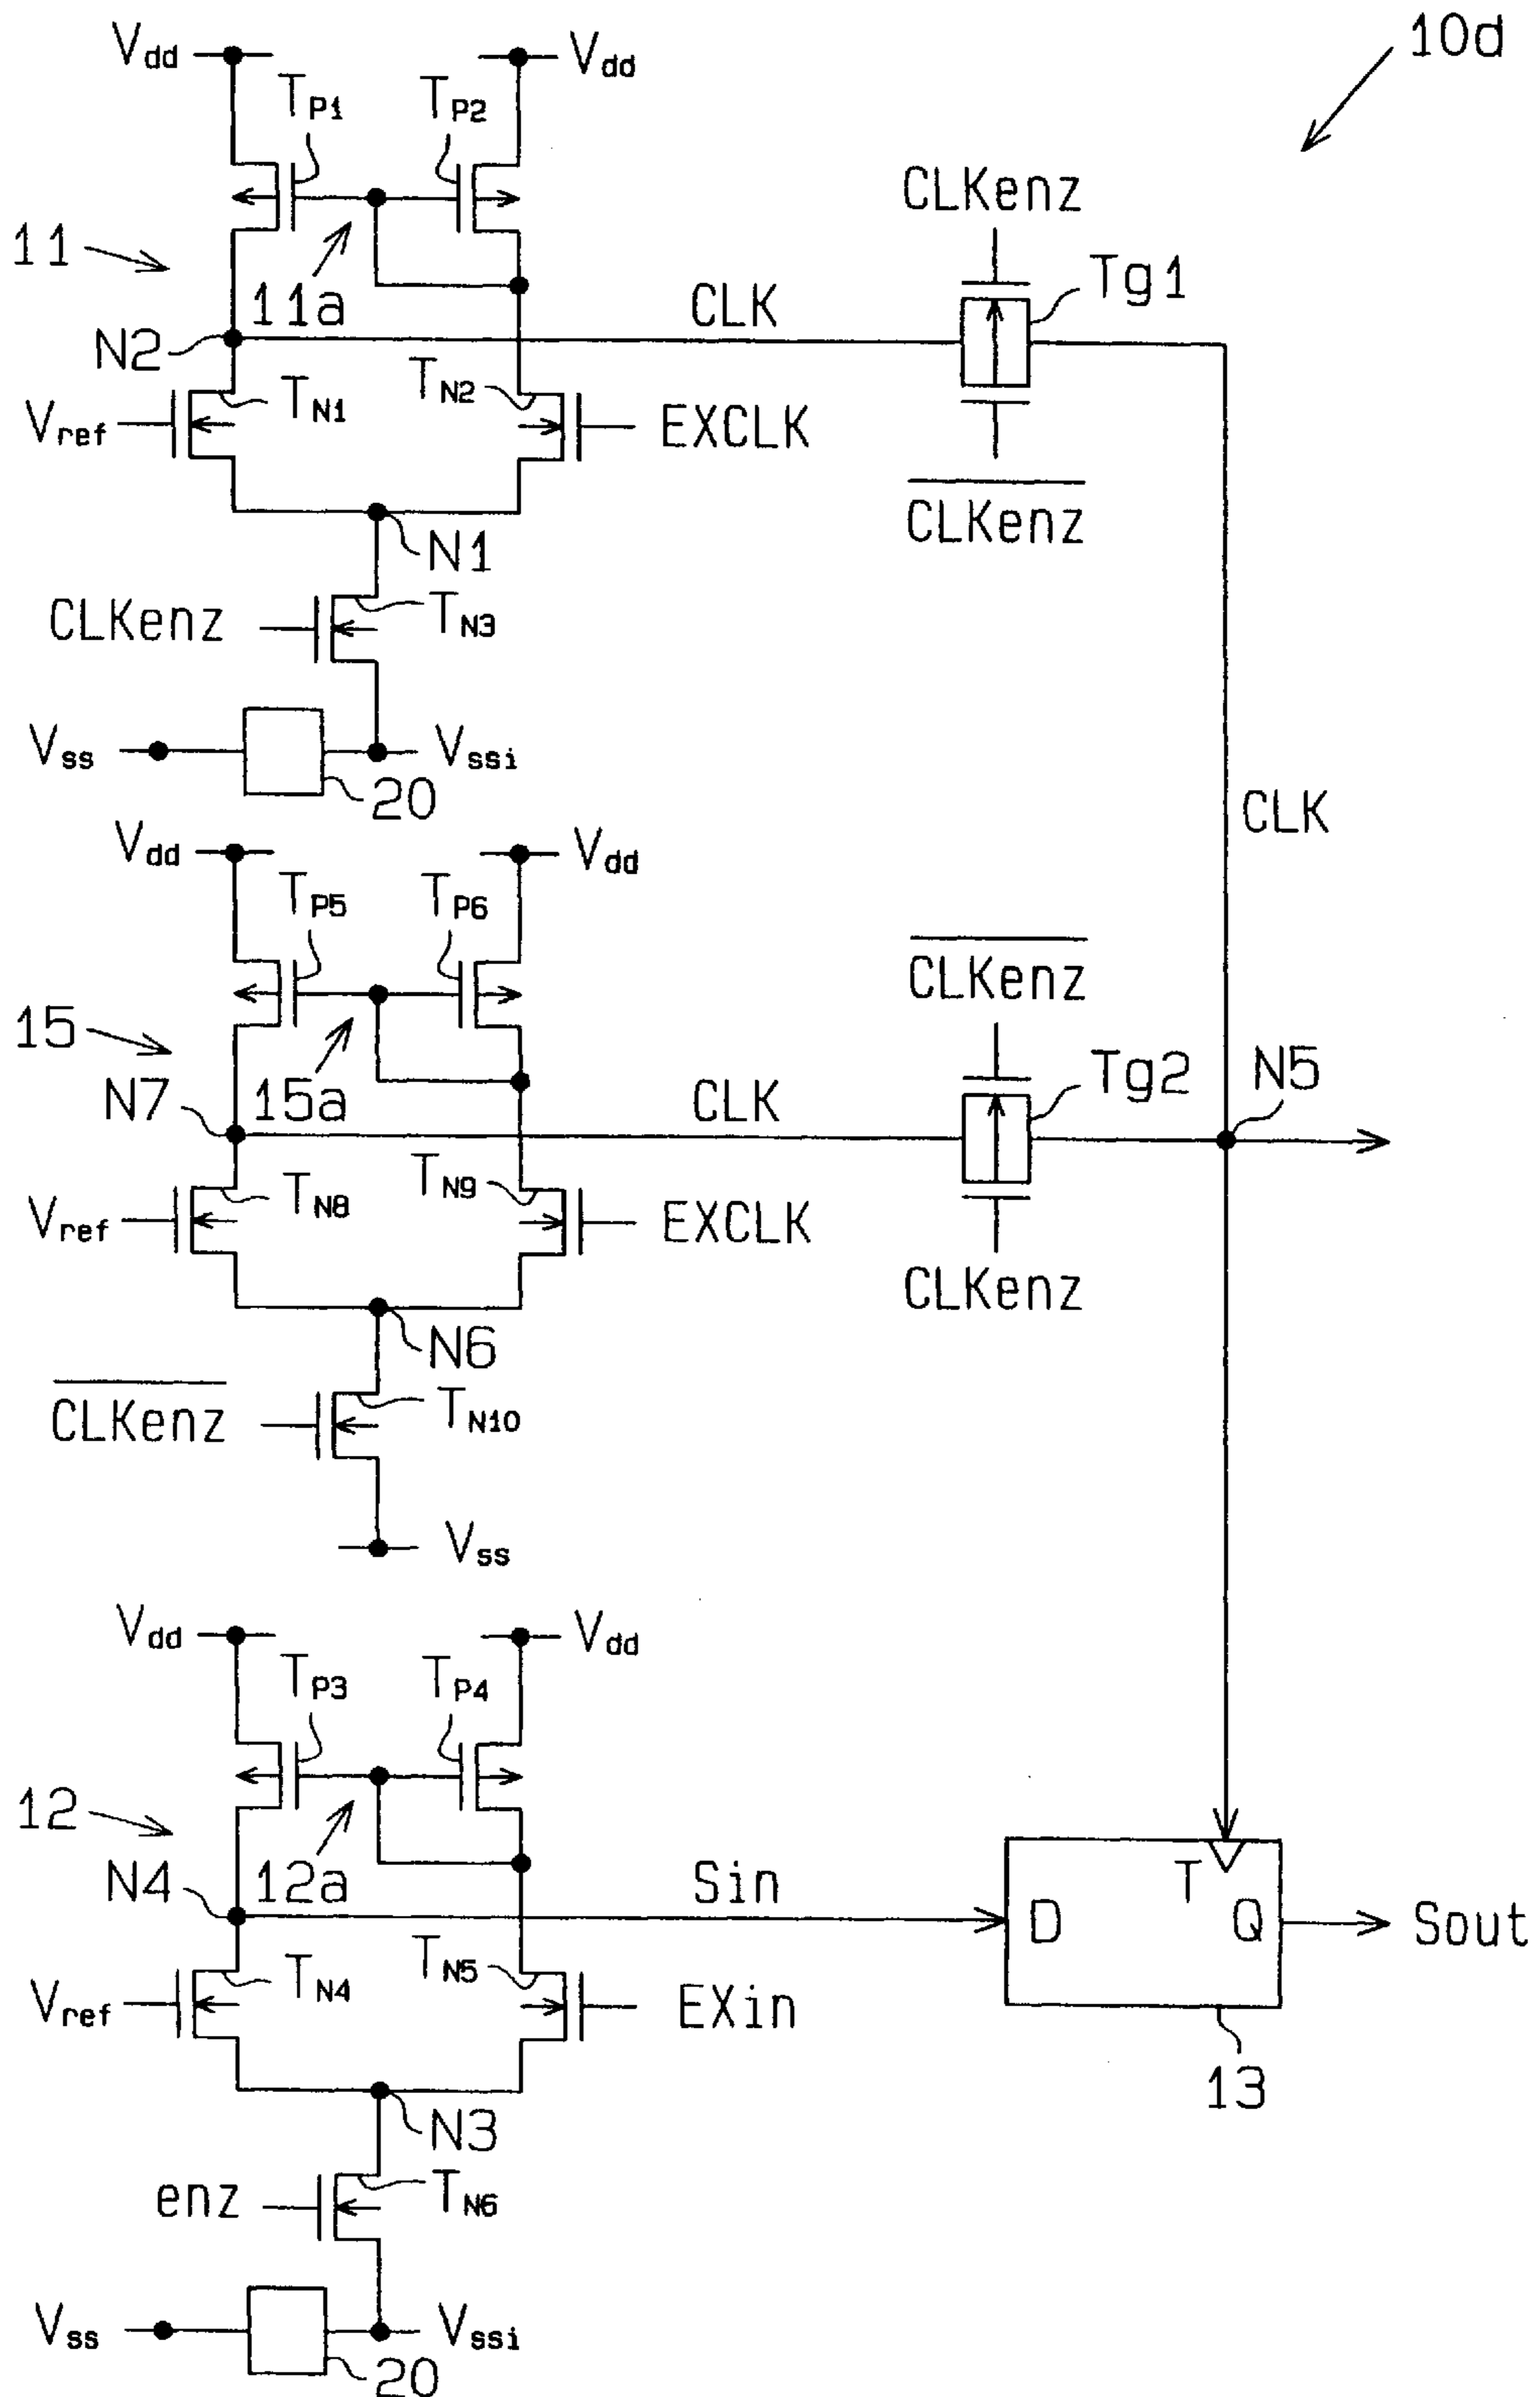 10d
Vdd Vdd
TP1 TP2
CLKenz
11
11a
CLK
Tg1
N2
TN1 TN2
Vref
EXCLK
CLKenz
N1
CLKenz
TN3
Vss Vssi
20
CLK
Vdd Vdd
TP5 TP6
CLKenz
15
15a
N7
CLK
Tg2
N5
TN8 TN9
Vref
EXCLK
CLKenz
N6
CLKenz
TN10
Vss
Vdd Vdd
TP3 TP4
12
12a
N4
Sin
T
D Q
Sout
TN4 TN5
Vref
EXin
13
N3
enz
TN6
Vss Vssi
20